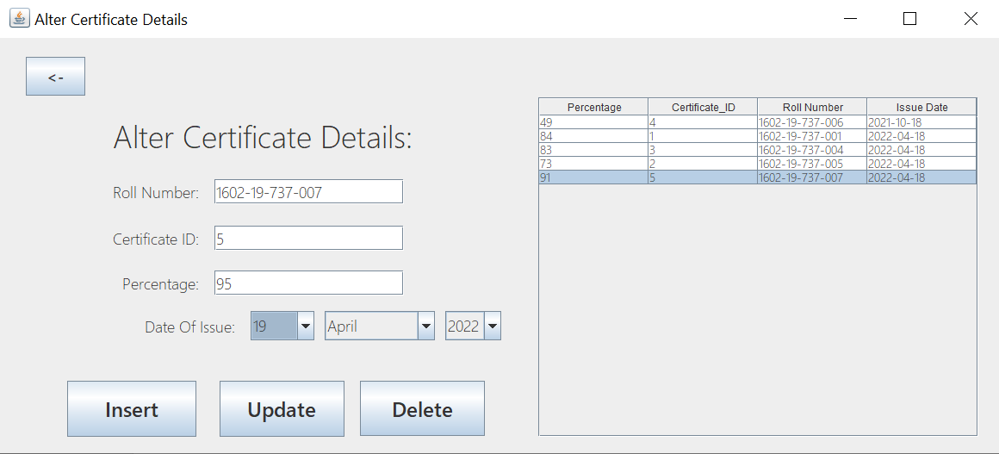 Alter Certificate Details
<-
Alter Certificate Details:
Roll Number: 1602-19-737-007
Certificate ID: 5
Percentage: 95
Date Of Issue: 19 April 2022
Insert Update Delete
Percentage Certificate_ID Roll Number Issue Date
49 4 1602-19-737-006 2021-10-18
84 1 1602-19-737-001 2022-04-18
83 3 1602-19-737-004 2022-04-18
73 2 1602-19-737-005 2022-04-18
91 5 1602-19-737-007 2022-04-18